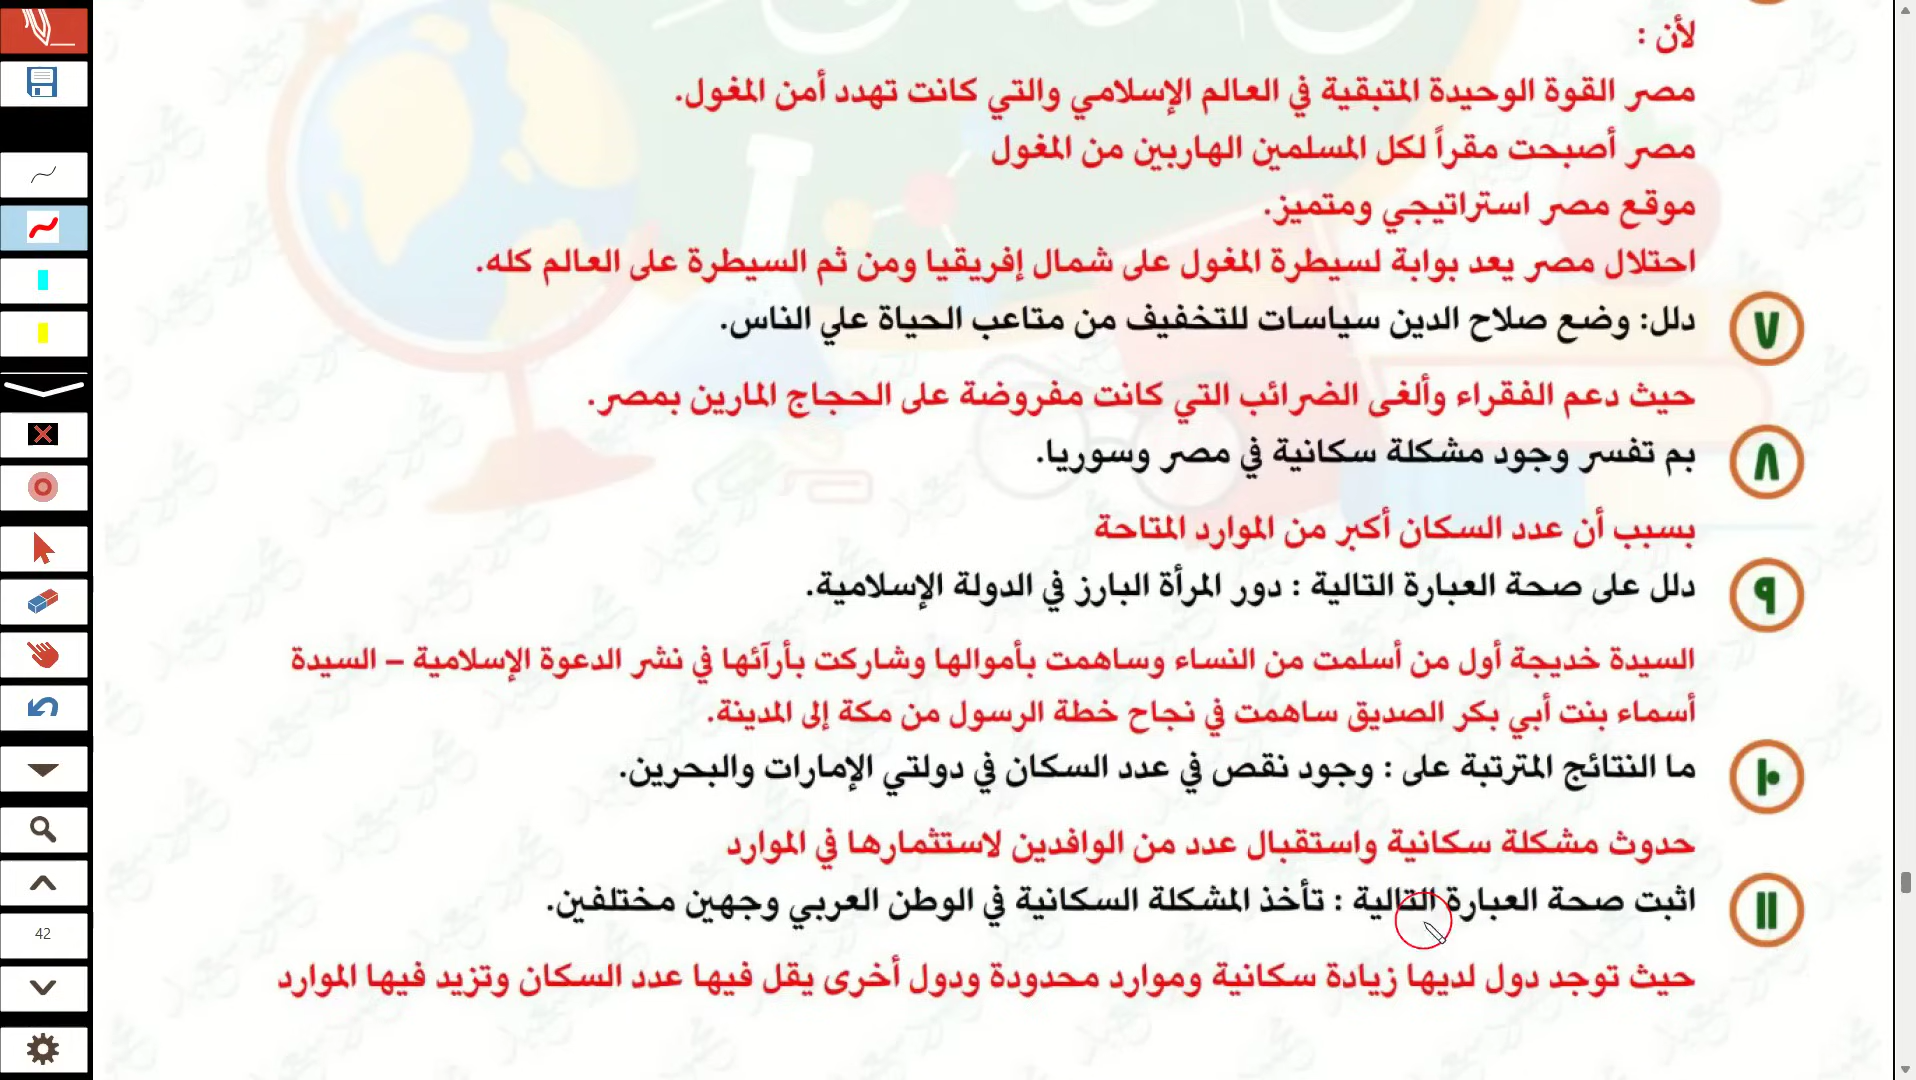 لأن :
مصر القوة الوحيدة المتبقية في العالم الإسلامي والتي كانت تهدد أمن المغول.
مصر أصبحت مقراً لكل المسلمين الهاربين من المغول
موقع مصر استراتيجي ومتميز.
احتلال مصر يعد بوابة لسيطرة المغول على شمال إفريقيا ومن ثم السيطرة على العالم كله.
٧ دلل: وضع صلاح الدين سياسات للتخفيف من متاعب الحياة علي الناس.
حيث دعم الفقراء وألغى الضرائب التي كانت مفروضة على الحجاج المارين بمصر.
٨ بم تفسر وجود مشكلة سكانية في مصر وسوريا.
بسبب أن عدد السكان أكبر من الموارد المتاحة
٩ دلل على صحة العبارة التالية : دور المرأة البارز في الدولة الإسلامية.
السيدة خديجة أول من أسلمت من النساء وساهمت بأموالها وشاركت بأرآئها في نشر الدعوة الإسلامية – السيدة
أسماء بنت أبي بكر الصديق ساهمت في نجاح خطة الرسول من مكة إلى المدينة.
١٠ ما النتائج المترتبة على : وجود نقص في عدد السكان في دولتي الإمارات والبحرين.
حدوث مشكلة سكانية واستقبال عدد من الوافدين لاستثمارها في الموارد
١١ اثبت صحة العبارة التالية : تأخذ المشكلة السكانية في الوطن العربي وجهين مختلفين.
حيث توجد دول لديها زيادة سكانية وموارد محدودة ودول أخرى يقل فيها عدد السكان وتزيد فيها الموارد
42